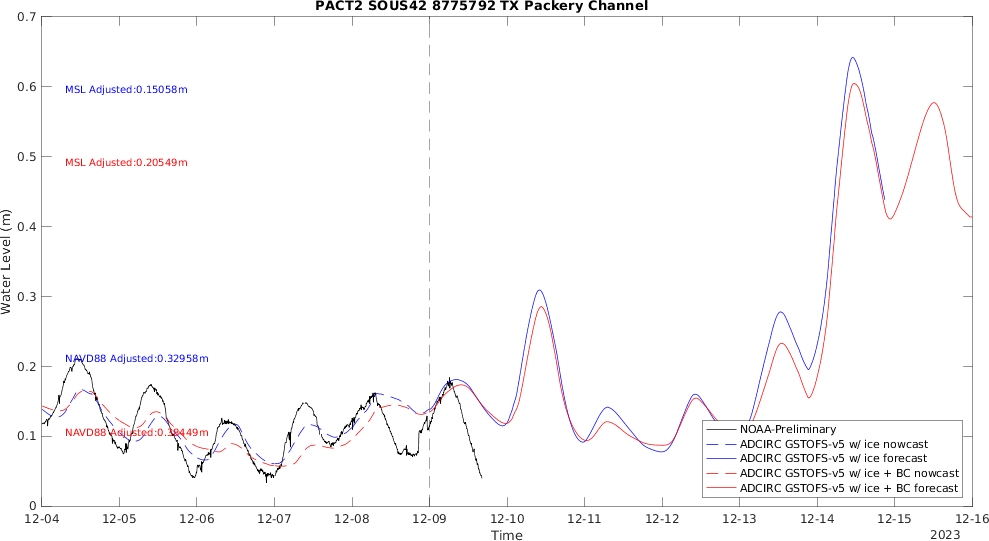 PACT2 SOUS42 8775792 TX Packery Channel
0.7
0.6
0.5
0.4
0.3
0.2
0.1
0
Water Level (m)
MSL Adjusted:0.15058m
MSL Adjusted:0.20549m
NAVD88 Adjusted:0.32958m
NAVD88 Adjusted:0.38449m
NOAA-Preliminary
ADCIRC GSTOFS-v5 w/ ice nowcast
ADCIRC GSTOFS-v5 w/ ice forecast
ADCIRC GSTOFS-v5 w/ ice + BC nowcast
ADCIRC GSTOFS-v5 w/ ice + BC forecast
12-04 12-05 12-06 12-07 12-08 12-09 12-10 12-11 12-12 12-13 12-14 12-15 12-16
Time
2023